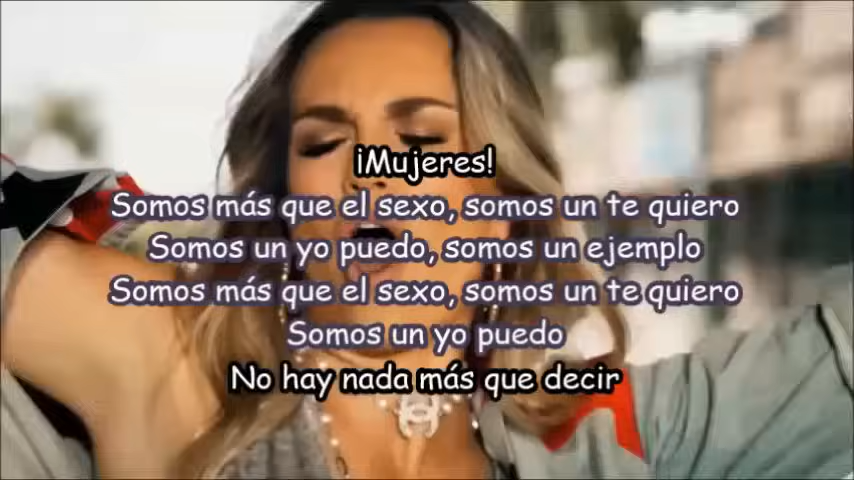 ¡Mujeres!
Somos más que el sexo, somos un te quiero
Somos un yo puedo, somos un ejemplo
Somos más que el sexo, somos un te quiero
Somos un yo puedo
No hay nada más que decir